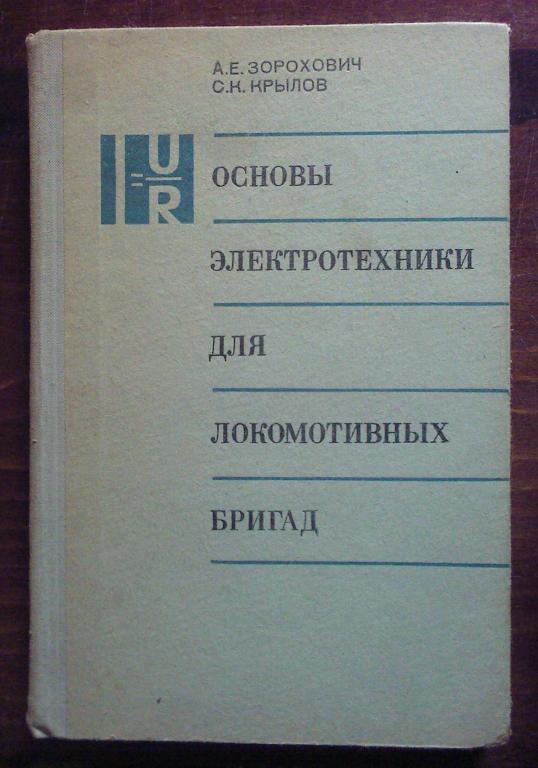 А.Е. ЗОРОХОВИЧ
С.К. КРЫЛОВ
I = U/R
ОСНОВЫ
ЭЛЕКТРОТЕХНИКИ
ДЛЯ
ЛОКОМОТИВНЫХ
БРИГАД